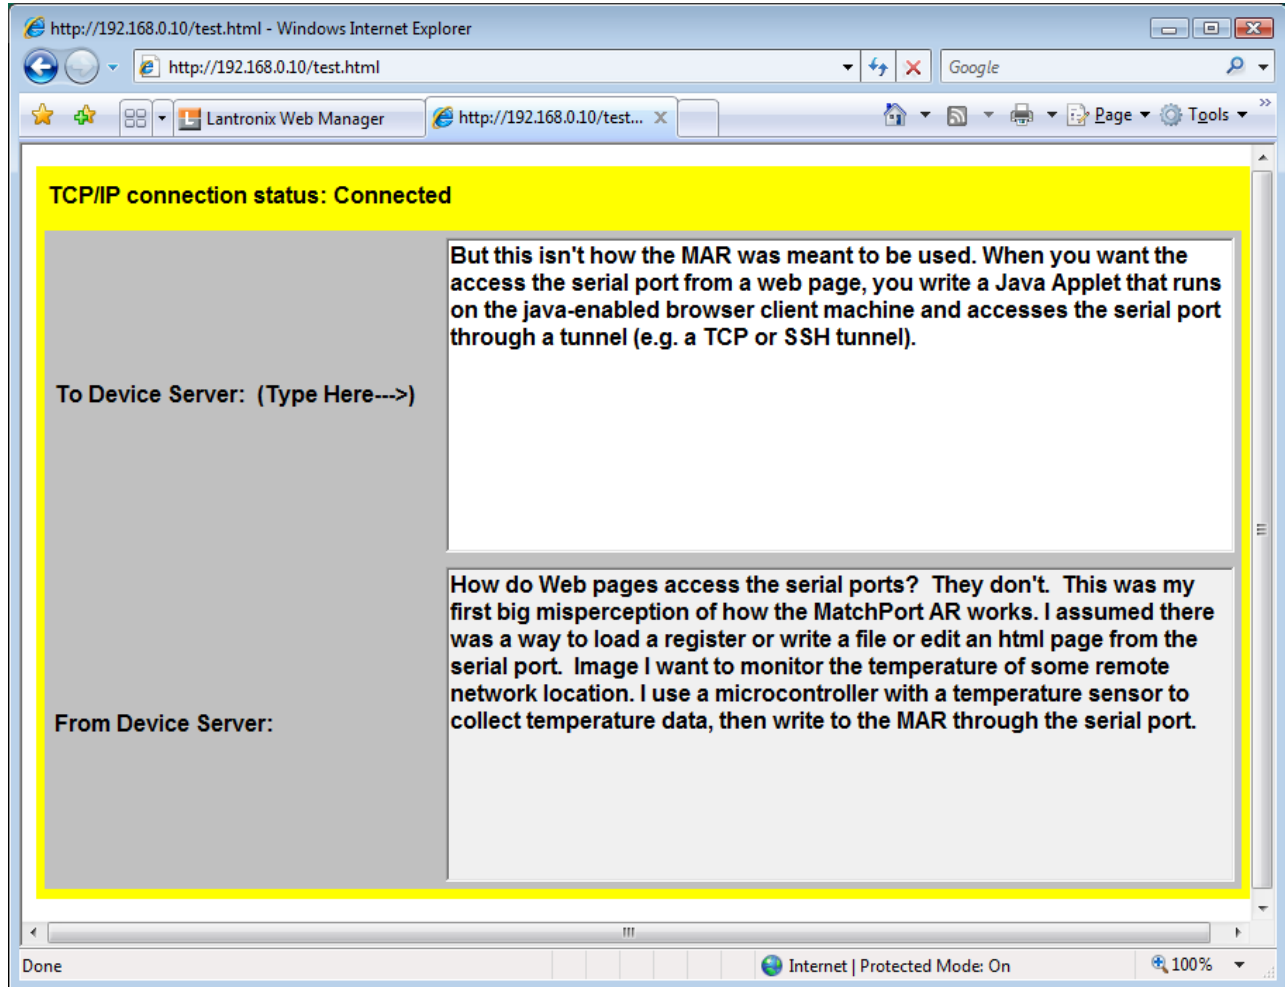 http://192.168.0.10/test.html - Windows Internet Explorer
http://192.168.0.10/test.html
Google
Lantronix Web Manager
http://192.168.0.10/test...
Page
Tools
TCP/IP connection status: Connected
To Device Server:  (Type Here--->)
But this isn't how the MAR was meant to be used. When you want the
access the serial port from a web page, you write a Java Applet that runs
on the java-enabled browser client machine and accesses the serial port
through a tunnel (e.g. a TCP or SSH tunnel).
From Device Server:
How do Web pages access the serial ports?  They don't.  This was my
first big misperception of how the MatchPort AR works. I assumed there
was a way to load a register or write a file or edit an html page from the
serial port.  Image I want to monitor the temperature of some remote
network location. I use a microcontroller with a temperature sensor to
collect temperature data, then write to the MAR through the serial port.
Done
Internet | Protected Mode: On
100%